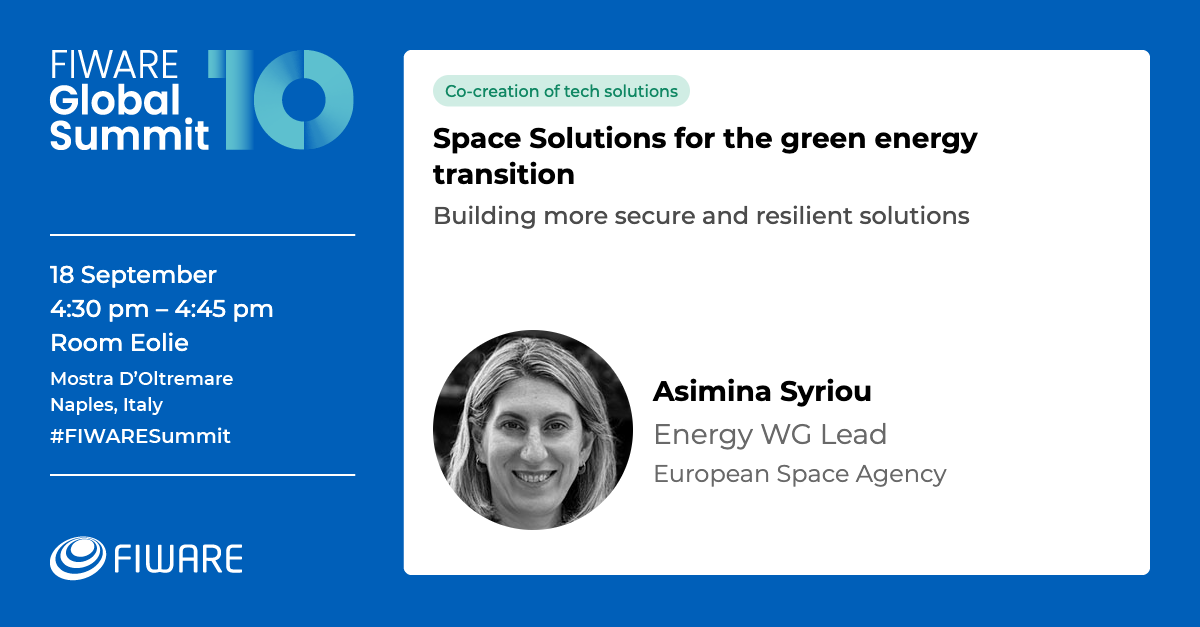 FIWARE
Global
Summit
10
18 September
4:30 pm – 4:45 pm
Room Eolie
Mostra D’Oltremare
Naples, Italy
#FIWARESummit
FIWARE
Co-creation of tech solutions
Space Solutions for the green energy
transition
Building more secure and resilient solutions
Asimina Syriou
Energy WG Lead
European Space Agency